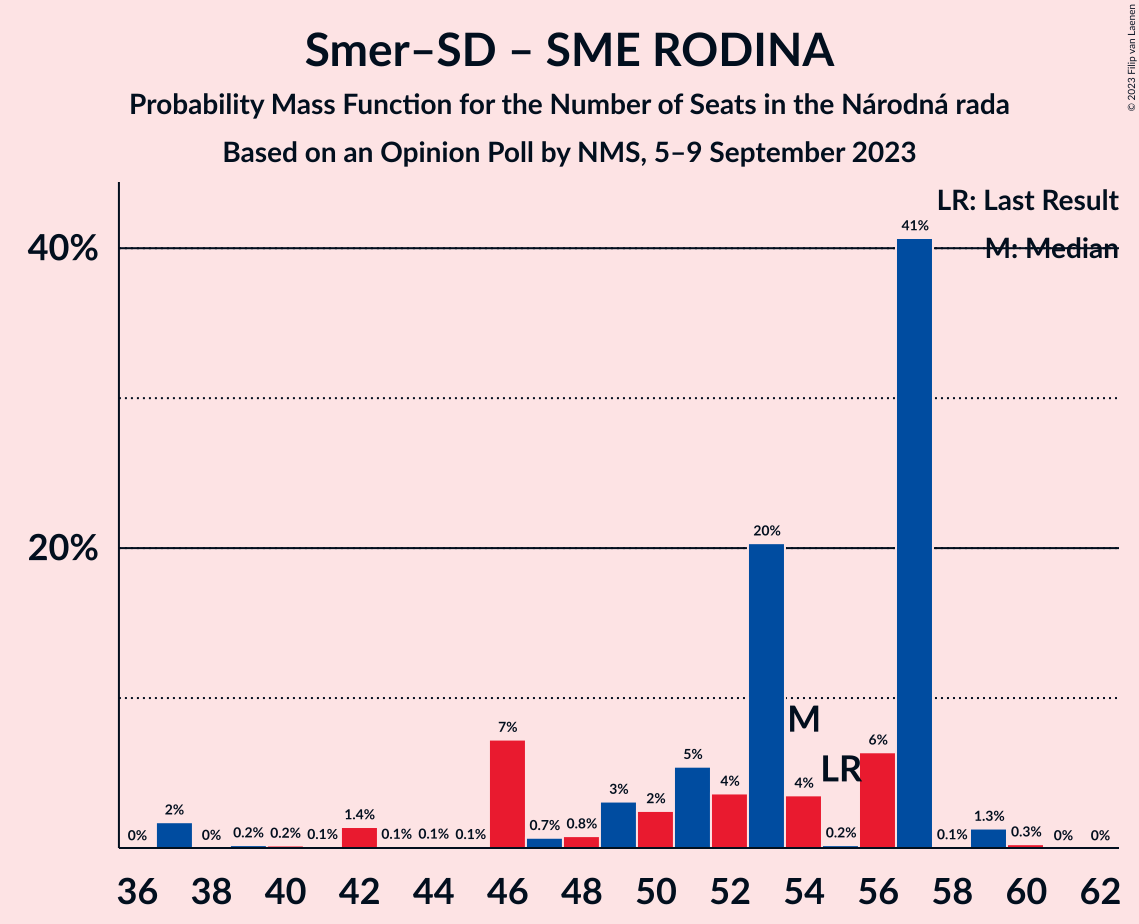 Smer–SD – SME RODINA
Probability Mass Function for the Number of Seats in the Národná rada
Based on an Opinion Poll by NMS, 5–9 September 2023
© 2023 Filip van Laenen
LR: Last Result
M: Median
40%
20%
0% 2% 0% 0.2% 0.2% 0.1% 1.4% 0.1% 0.1% 0.1% 7% 0.7% 0.8% 3% 2% 5% 4% 20% 4% 0.2% 6% 41% 0.1% 1.3% 0.3% 0% 0%
M
LR
36 38 40 42 44 46 48 50 52 54 56 58 60 62